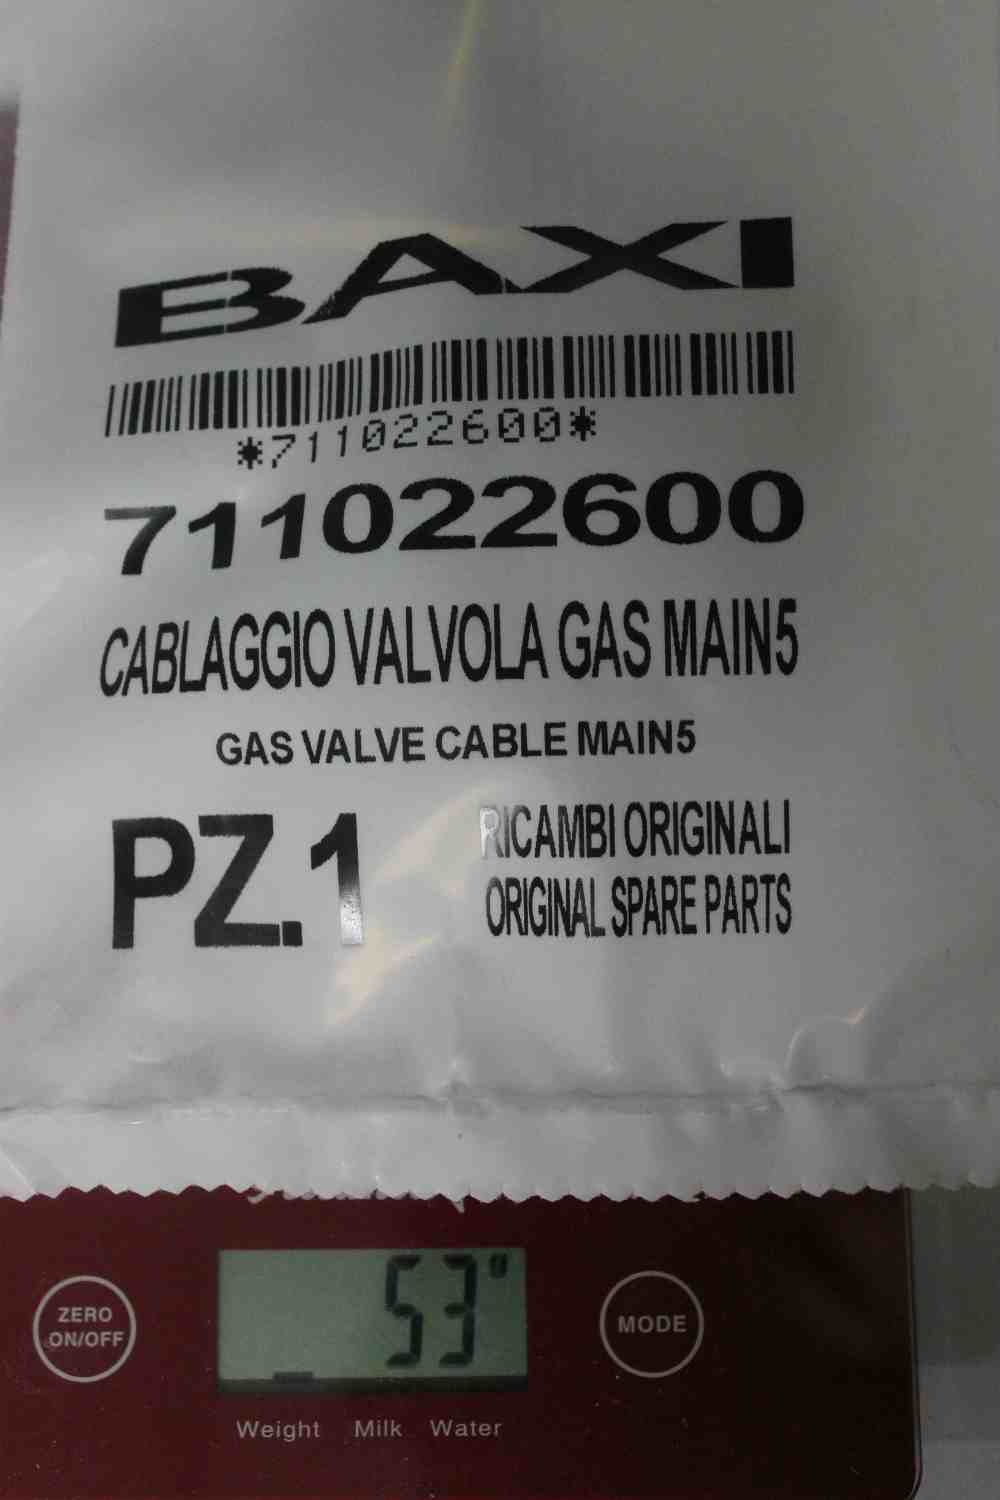 BAXI
*711022600*
711022600
CABLAGGIO VALVOLA GAS MAIN5
GAS VALVE CABLE MAIN5
PZ.1
RICAMBI ORIGINALI
ORIGINAL SPARE PARTS
ZERO
ON/OFF
53g
MODE
Weight Milk Water